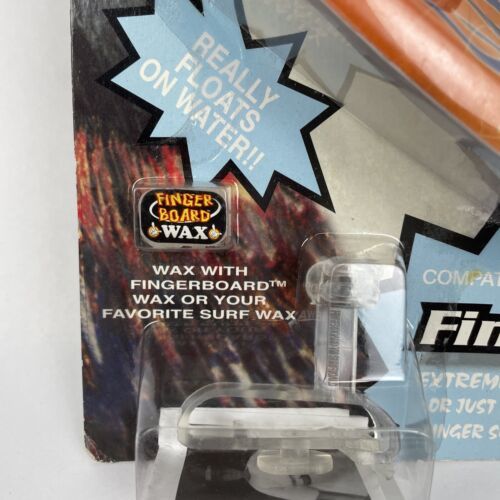 REALLY
FLOATS
ON WATER!!
FINGER
BOARD
WAX
WAX WITH
FINGERBOARD™
WAX OR YOUR
FAVORITE SURF WAX
COMPAT
Fin
EXTREM
OR JUST
INGER S